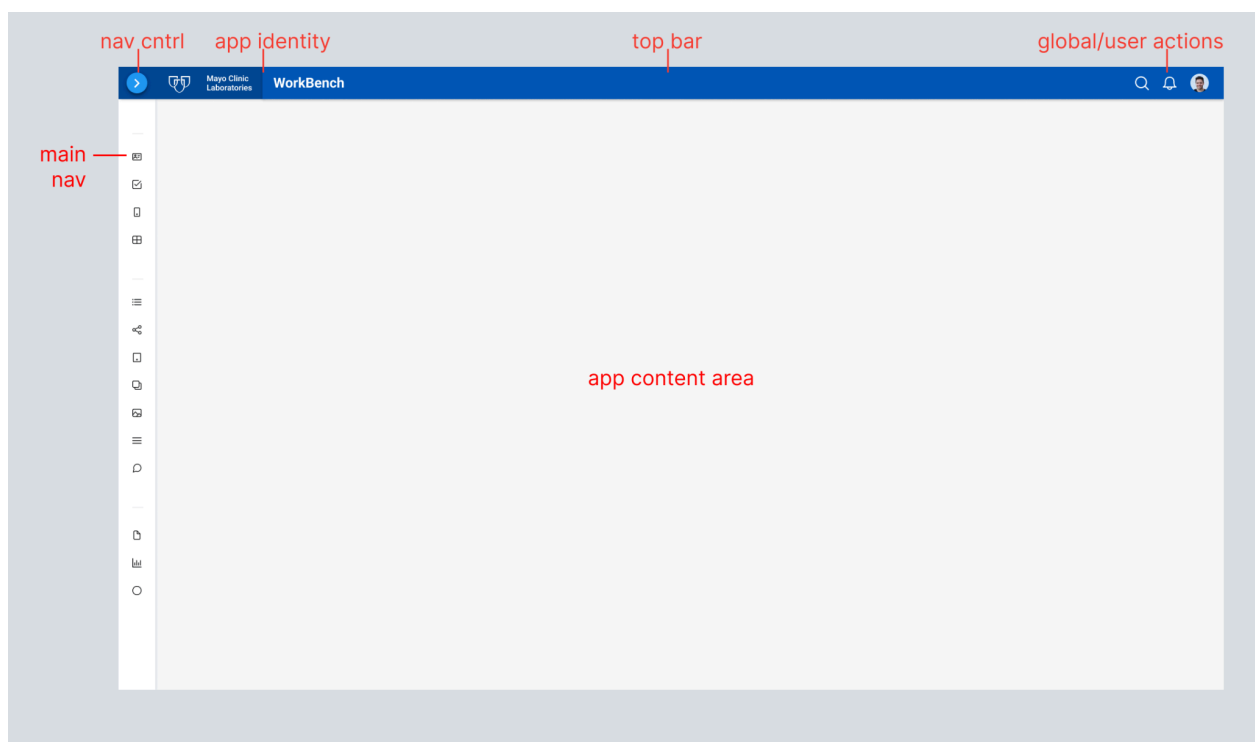 nav cntrl
app identity
top bar
global/user actions
Mayo Clinic
Laboratories
WorkBench
main
nav
app content area